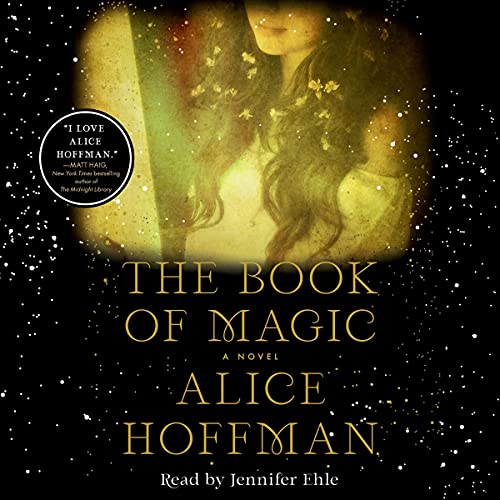 "I LOVE
ALICE
HOFFMAN."
—MATT HAIG,
New York Times bestselling
author of
The Midnight Library
THE BOOK
OF MAGIC
A NOVEL
ALICE
HOFFMAN
Read by Jennifer Ehle